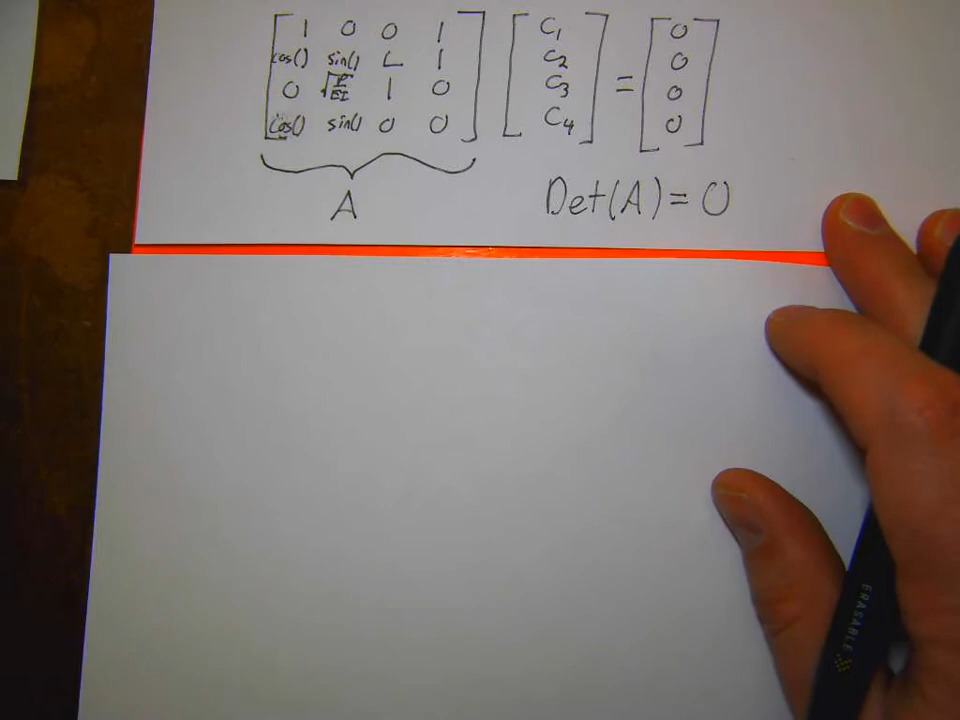 1 0 0 1 C1 0
cos() sin() L 1 C2 0
0 √P/EI 1 0 C3 = 0
cos() sin() 0 0 C4 0
A Det(A) = 0
ERASABLE